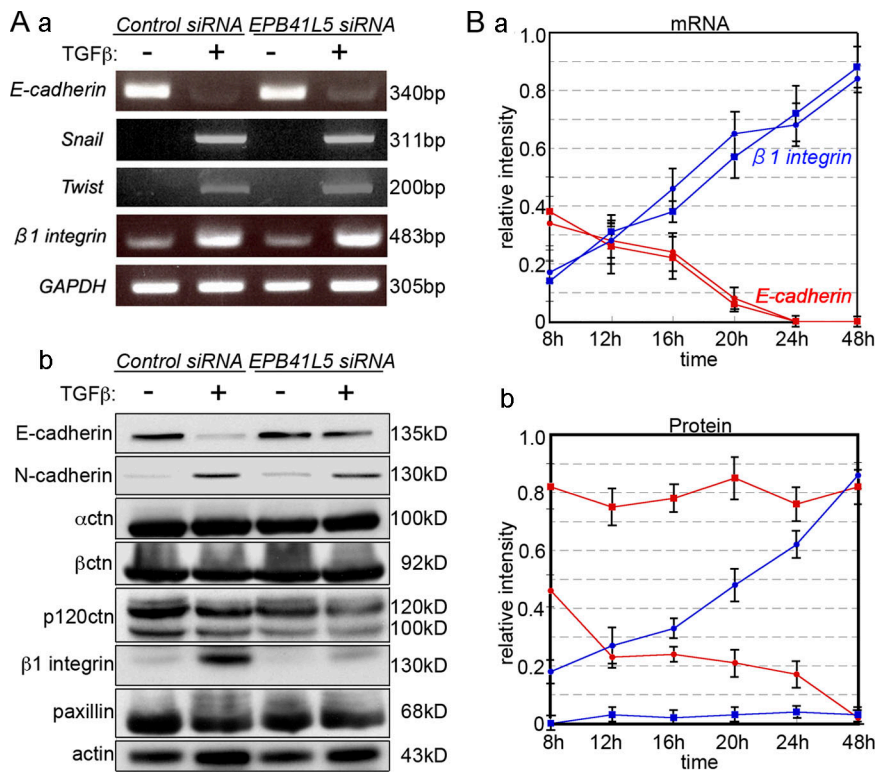 A a
Control siRNA EPB41L5 siRNA
TGFβ: - + - +
E-cadherin 340bp
Snail 311bp
Twist 200bp
β1 integrin 483bp
GAPDH 305bp
b
Control siRNA EPB41L5 siRNA
TGFβ: - + - +
E-cadherin 135kD
N-cadherin 130kD
αctn 100kD
βctn 92kD
p120ctn 120kD
100kD
β1 integrin 130kD
paxillin 68kD
actin 43kD
B a
mRNA
relative intensity
1.0
0.8
0.6
0.4
0.2
0
β1 integrin
E-cadherin
8h 12h 16h 20h 24h 48h
time
b
Protein
relative intensity
1.0
0.8
0.6
0.4
0.2
0
8h 12h 16h 20h 24h 48h
time